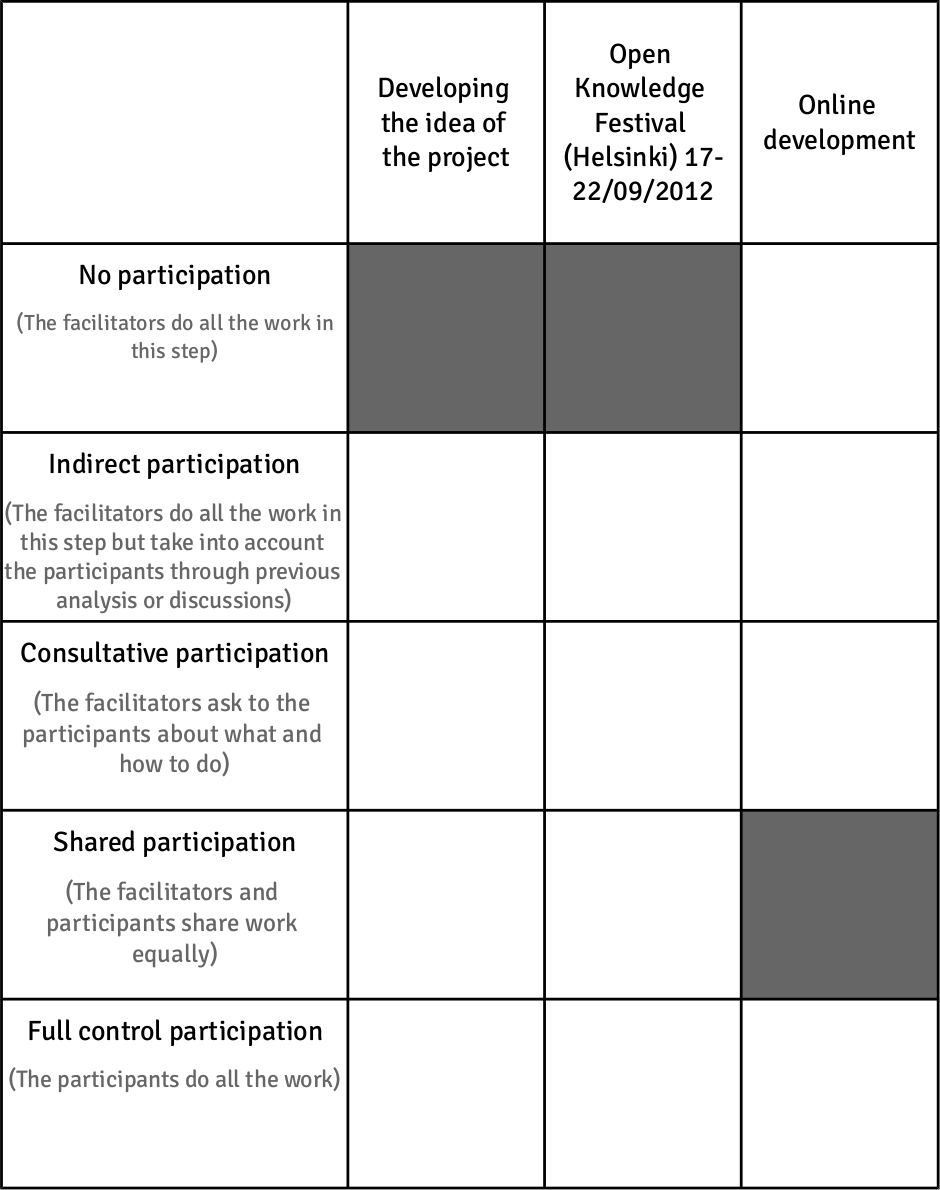 Developing
the idea of
the project
Open
Knowledge
Festival
(Helsinki) 17-
22/09/2012
Online
development
No participation
(The facilitators do all the work in
this step)
Indirect participation
(The facilitators do all the work in
this step but take into account
the participants through previous
analysis or discussions)
Consultative participation
(The facilitators ask to the
participants about what and
how to do)
Shared participation
(The facilitators and
participants share work
equally)
Full control participation
(The participants do all the work)